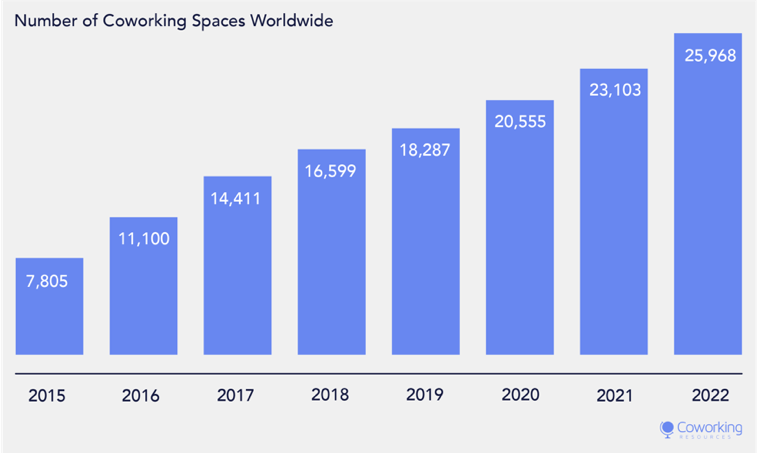 Number of Coworking Spaces Worldwide
7,805
11,100
14,411
16,599
18,287
20,555
23,103
25,968
2015 2016 2017 2018 2019 2020 2021 2022
Coworking
RESOURCES